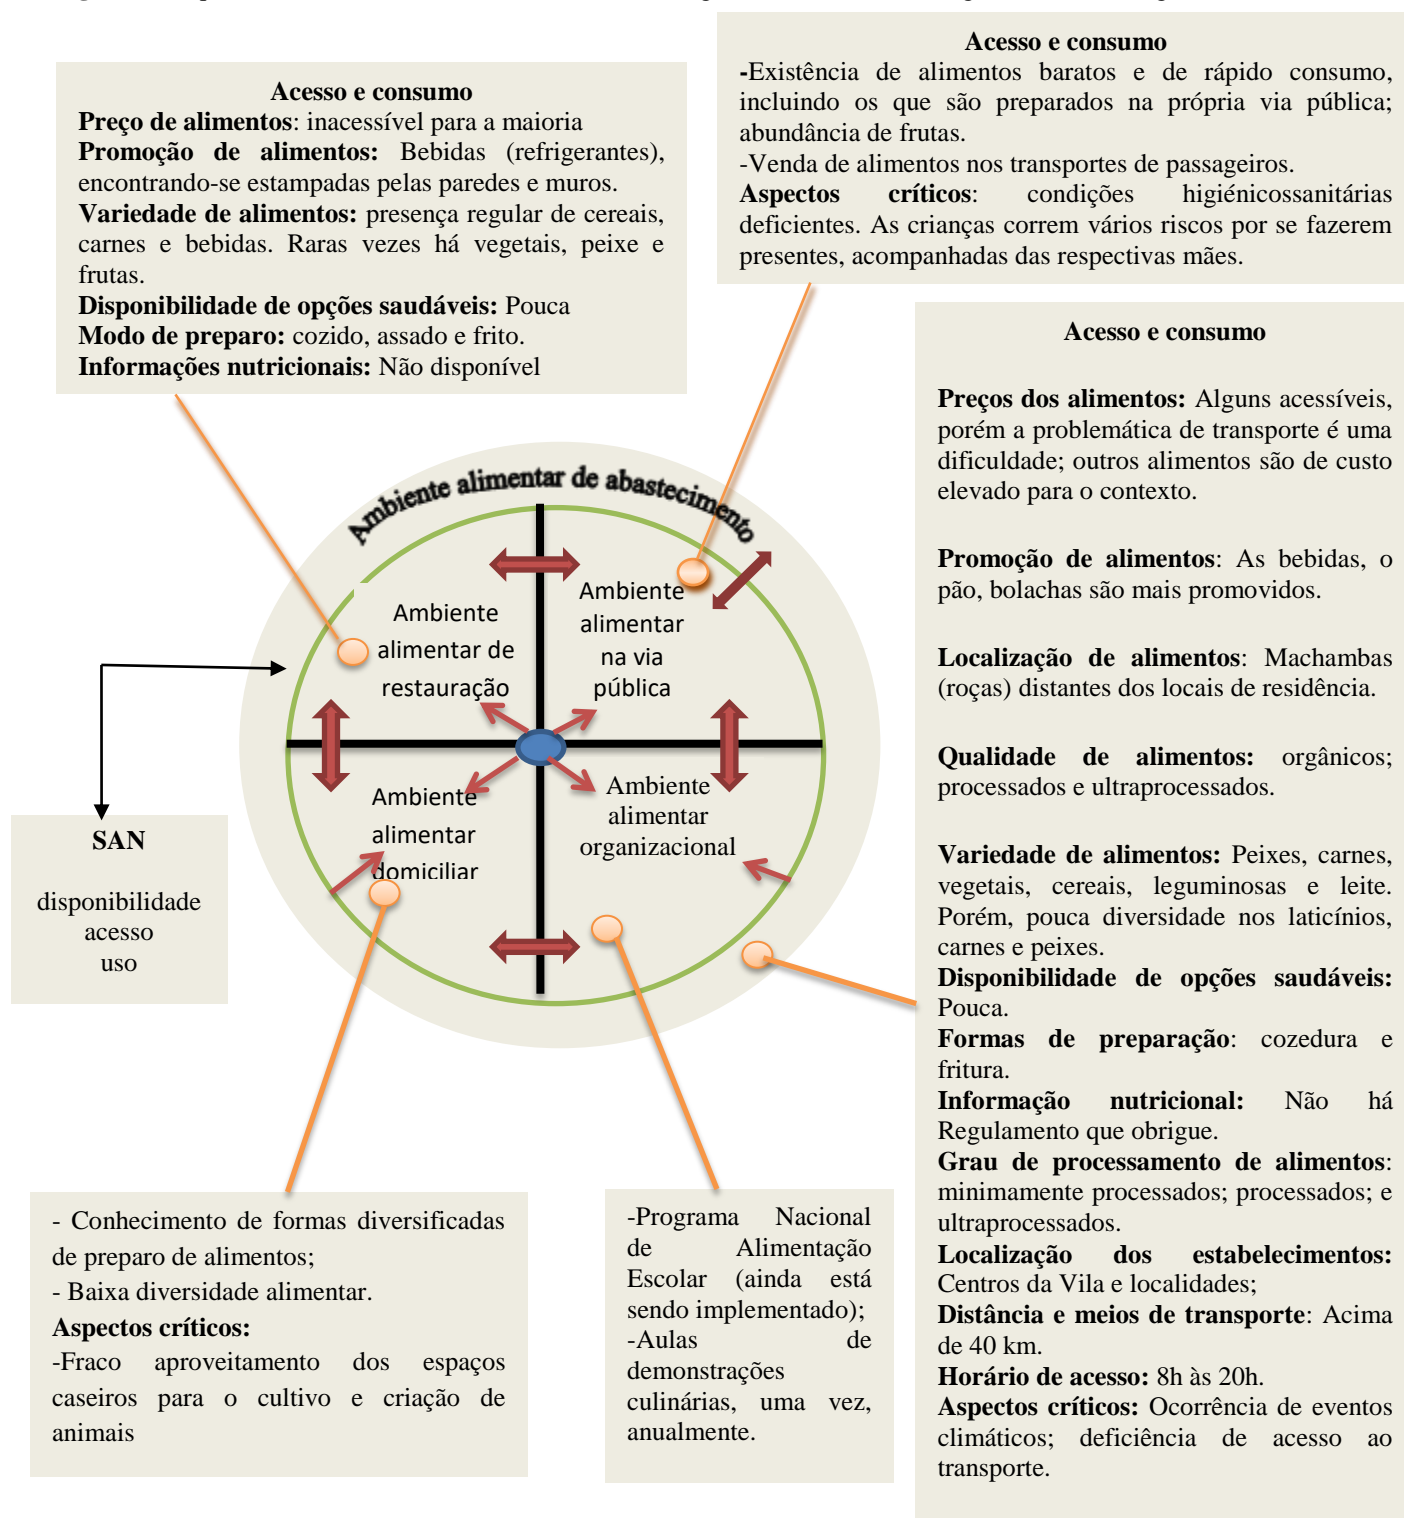 Acesso e consumo
Preço de alimentos: inacessível para a maioria
Promoção de alimentos: Bebidas (refrigerantes),
encontrando-se estampadas pelas paredes e muros.
Variedade de alimentos: presença regular de cereais,
carnes e bebidas. Raras vezes há vegetais, peixe e
frutas.
Disponibilidade de opções saudáveis: Pouca
Modo de preparo: cozido, assado e frito.
Informações nutricionais: Não disponível
Acesso e consumo
-Existência de alimentos baratos e de rápido consumo,
incluindo os que são preparados na própria via pública;
abundância de frutas.
-Venda de alimentos nos transportes de passageiros.
Aspectos críticos: condições higiénicossanitárias
deficientes. As crianças correm vários riscos por se fazerem
presentes, acompanhadas das respectivas mães.
Acesso e consumo
Preços dos alimentos: Alguns acessíveis,
porém a problemática de transporte é uma
dificuldade; outros alimentos são de custo
elevado para o contexto.
Promoção de alimentos: As bebidas, o
pão, bolachas são mais promovidos.
Localização de alimentos: Machambas
(roças) distantes dos locais de residência.
Qualidade de alimentos: orgânicos;
processados e ultraprocessados.
Variedade de alimentos: Peixes, carnes,
vegetais, cereais, leguminosas e leite.
Porém, pouca diversidade nos laticínios,
carnes e peixes.
Disponibilidade de opções saudáveis:
Pouca.
Formas de preparação: cozedura e
fritura.
Informação nutricional: Não há
Regulamento que obrigue.
Grau de processamento de alimentos:
minimamente processados; processados; e
ultraprocessados.
Localização dos estabelecimentos:
Centros da Vila e localidades;
Distância e meios de transporte: Acima
de 40 km.
Horário de acesso: 8h às 20h.
Aspectos críticos: Ocorrência de eventos
climáticos; deficiência de acesso ao
transporte.
Ambiente alimentar de abastecimento
Ambiente
alimentar de
restauração
Ambiente
alimentar
na via
pública
Ambiente
alimentar
domiciliar
Ambiente
alimentar
organizacional
SAN
disponibilidade
acesso
uso
- Conhecimento de formas diversificadas
de preparo de alimentos;
- Baixa diversidade alimentar.
Aspectos críticos:
-Fraco aproveitamento dos espaços
caseiros para o cultivo e criação de
animais
-Programa Nacional
de Alimentação
Escolar (ainda está
sendo implementado);
-Aulas de
demonstrações
culinárias, uma vez,
anualmente.